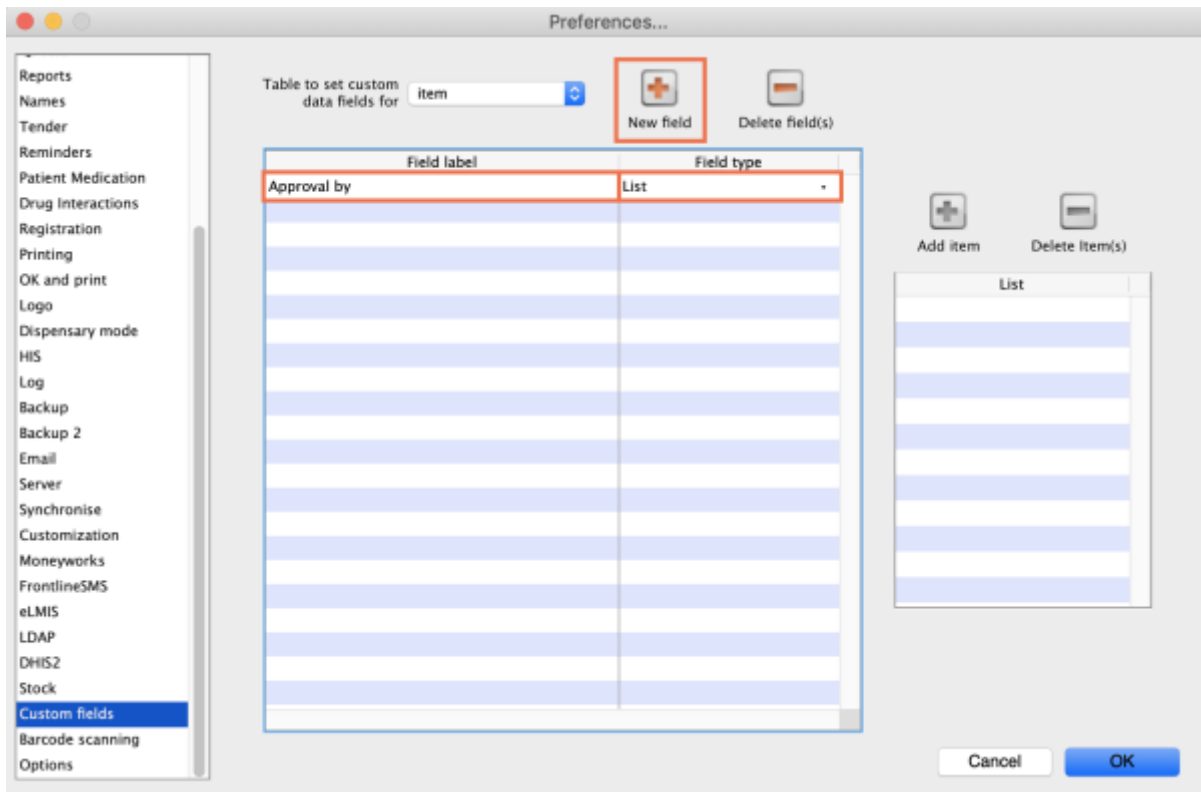 Preferences...
Reports
Names
Tender
Reminders
Patient Medication
Drug Interactions
Registration
Printing
OK and print
Logo
Dispensary mode
HIS
Log
Backup
Backup 2
Email
Server
Synchronise
Customization
Moneyworks
FrontlineSMS
eLMIS
LDAP
DHIS2
Stock
Custom fields
Barcode scanning
Options
Table to set custom
data fields for
item
New field
Delete field(s)
Field label Field type
Approval by List
Add item
Delete Item(s)
List
Cancel
OK